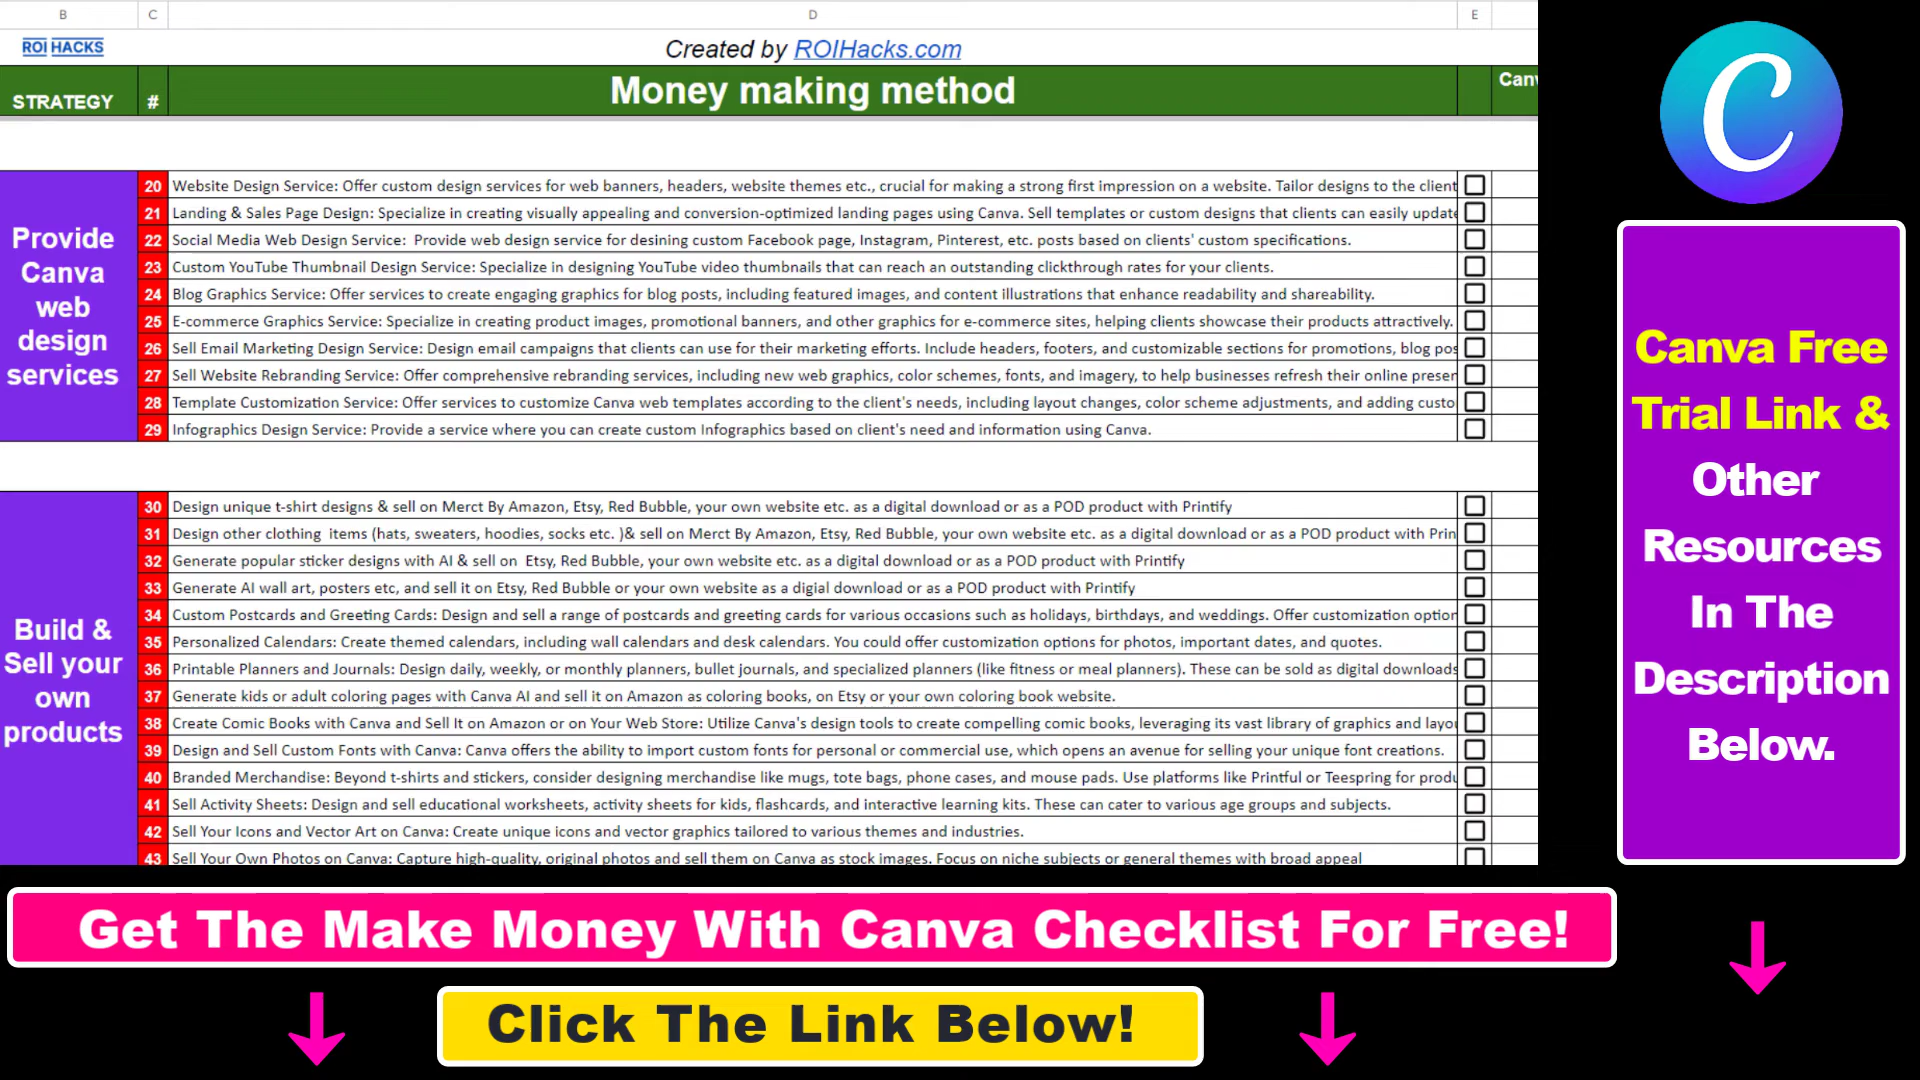 B C D E
ROI HACKS
Created by ROIHacks.com
STRATEGY # Money making method Canv
Provide Canva web design services
20 Website Design Service: Offer custom design services for web banners, headers, website themes etc., crucial for making a strong first impression on a website. Tailor designs to the client
21 Landing & Sales Page Design: Specialize in creating visually appealing and conversion-optimized landing pages using Canva. Sell templates or custom designs that clients can easily update
22 Social Media Web Design Service: Provide web design service for desining custom Facebook page, Instagram, Pinterest, etc. posts based on clients' custom specifications.
23 Custom YouTube Thumbnail Design Service: Specialize in designing YouTube video thumbnails that can reach an outstanding clickthrough rates for your clients.
24 Blog Graphics Service: Offer services to create engaging graphics for blog posts, including featured images, and content illustrations that enhance readability and shareability.
25 E-commerce Graphics Service: Specialize in creating product images, promotional banners, and other graphics for e-commerce sites, helping clients showcase their products attractively.
26 Sell Email Marketing Design Service: Design email campaigns that clients can use for their marketing efforts. Include headers, footers, and customizable sections for promotions, blog pos
27 Sell Website Rebranding Service: Offer comprehensive rebranding services, including new web graphics, color schemes, fonts, and imagery, to help businesses refresh their online presen
28 Template Customization Service: Offer services to customize Canva web templates according to the client's needs, including layout changes, color scheme adjustments, and adding custo
29 Infographics Design Service: Provide a service where you can create custom Infographics based on client's need and information using Canva.
Build & Sell your own products
30 Design unique t-shirt designs & sell on Merct By Amazon, Etsy, Red Bubble, your own website etc. as a digital download or as a POD product with Printify
31 Design other clothing items (hats, sweaters, hoodies, socks etc. )& sell on Merct By Amazon, Etsy, Red Bubble, your own website etc. as a digital download or as a POD product with Prin
32 Generate popular sticker designs with AI & sell on Etsy, Red Bubble, your own website etc. as a digital download or as a POD product with Printify
33 Generate AI wall art, posters etc, and sell it on Etsy, Red Bubble or your own website as a digial download or as a POD product with Printify
34 Custom Postcards and Greeting Cards: Design and sell a range of postcards and greeting cards for various occasions such as holidays, birthdays, and weddings. Offer customization option
35 Personalized Calendars: Create themed calendars, including wall calendars and desk calendars. You could offer customization options for photos, important dates, and quotes.
36 Printable Planners and Journals: Design daily, weekly, or monthly planners, bullet journals, and specialized planners (like fitness or meal planners). These can be sold as digital downloads
37 Generate kids or adult coloring pages with Canva AI and sell it on Amazon as coloring books, on Etsy or your own coloring book website.
38 Create Comic Books with Canva and Sell It on Amazon or on Your Web Store: Utilize Canva's design tools to create compelling comic books, leveraging its vast library of graphics and layou
39 Design and Sell Custom Fonts with Canva: Canva offers the ability to import custom fonts for personal or commercial use, which opens an avenue for selling your unique font creations.
40 Branded Merchandise: Beyond t-shirts and stickers, consider designing merchandise like mugs, tote bags, phone cases, and mouse pads. Use platforms like Printful or Teespring for produ
41 Sell Activity Sheets: Design and sell educational worksheets, activity sheets for kids, flashcards, and interactive learning kits. These can cater to various age groups and subjects.
42 Sell Your Icons and Vector Art on Canva: Create unique icons and vector graphics tailored to various themes and industries.
43 Sell Your Own Photos on Canva: Capture high-quality, original photos and sell them on Canva as stock images. Focus on niche subjects or general themes with broad appeal
C
Canva Free
Trial Link &
Other
Resources
In The
Description
Below.
Get The Make Money With Canva Checklist For Free!
Click The Link Below!